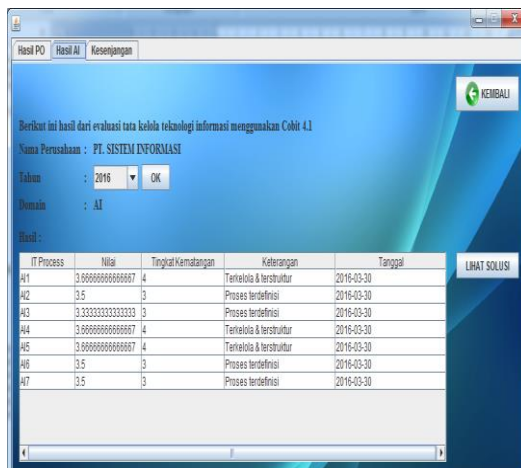 Hasil PO Hasil AI Kesenjangan
KEMBALI
Berikut ini hasil dari evaluasi tata kelola teknologi informasi menggunakan Cobit 4.1
Nama Perusahaan : PT. SISTEM INFORMASI
Tahun : 2016 OK
Domain : AI
Hasil :
LIHAT SOLUSI
IT Process Nilai Tingkat Kematangan Keterangan Tanggal
AI1 3.66666666666667 4 Terkelola & terstruktur 2016-03-30
AI2 3.5 3 Proses terdefinisi 2016-03-30
AI3 3.33333333333333 3 Proses terdefinisi 2016-03-30
AI4 3.66666666666667 4 Terkelola & terstruktur 2016-03-30
AI5 3.66666666666667 4 Terkelola & terstruktur 2016-03-30
AI6 3.5 3 Proses terdefinisi 2016-03-30
AI7 3.5 3 Proses terdefinisi 2016-03-30